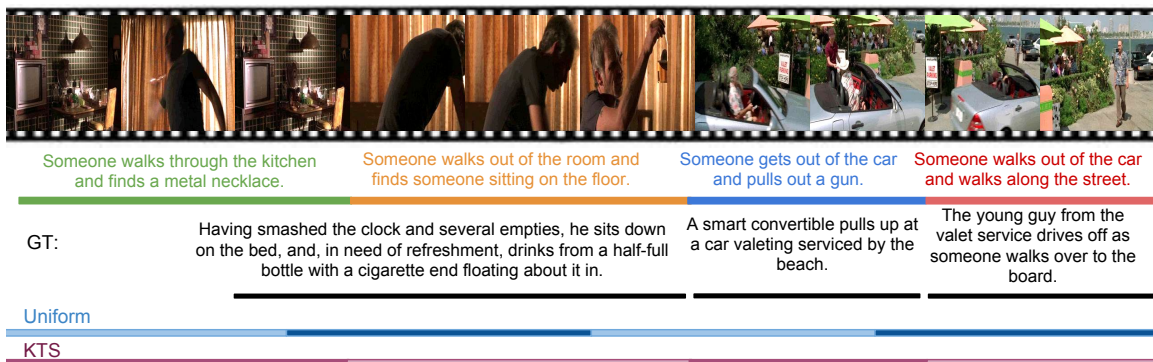 VALET
PARKING
Someone walks through the kitchen
and finds a metal necklace.
Someone walks out of the room and
finds someone sitting on the floor.
Someone gets out of the car
and pulls out a gun.
Someone walks out of the car
and walks along the street.
GT:
Having smashed the clock and several empties, he sits down
on the bed, and, in need of refreshment, drinks from a half-full
bottle with a cigarette end floating about it in.
A smart convertible pulls up at
a car valeting serviced by the
beach.
The young guy from the
valet service drives off as
someone walks over to the
board.
Uniform
KTS